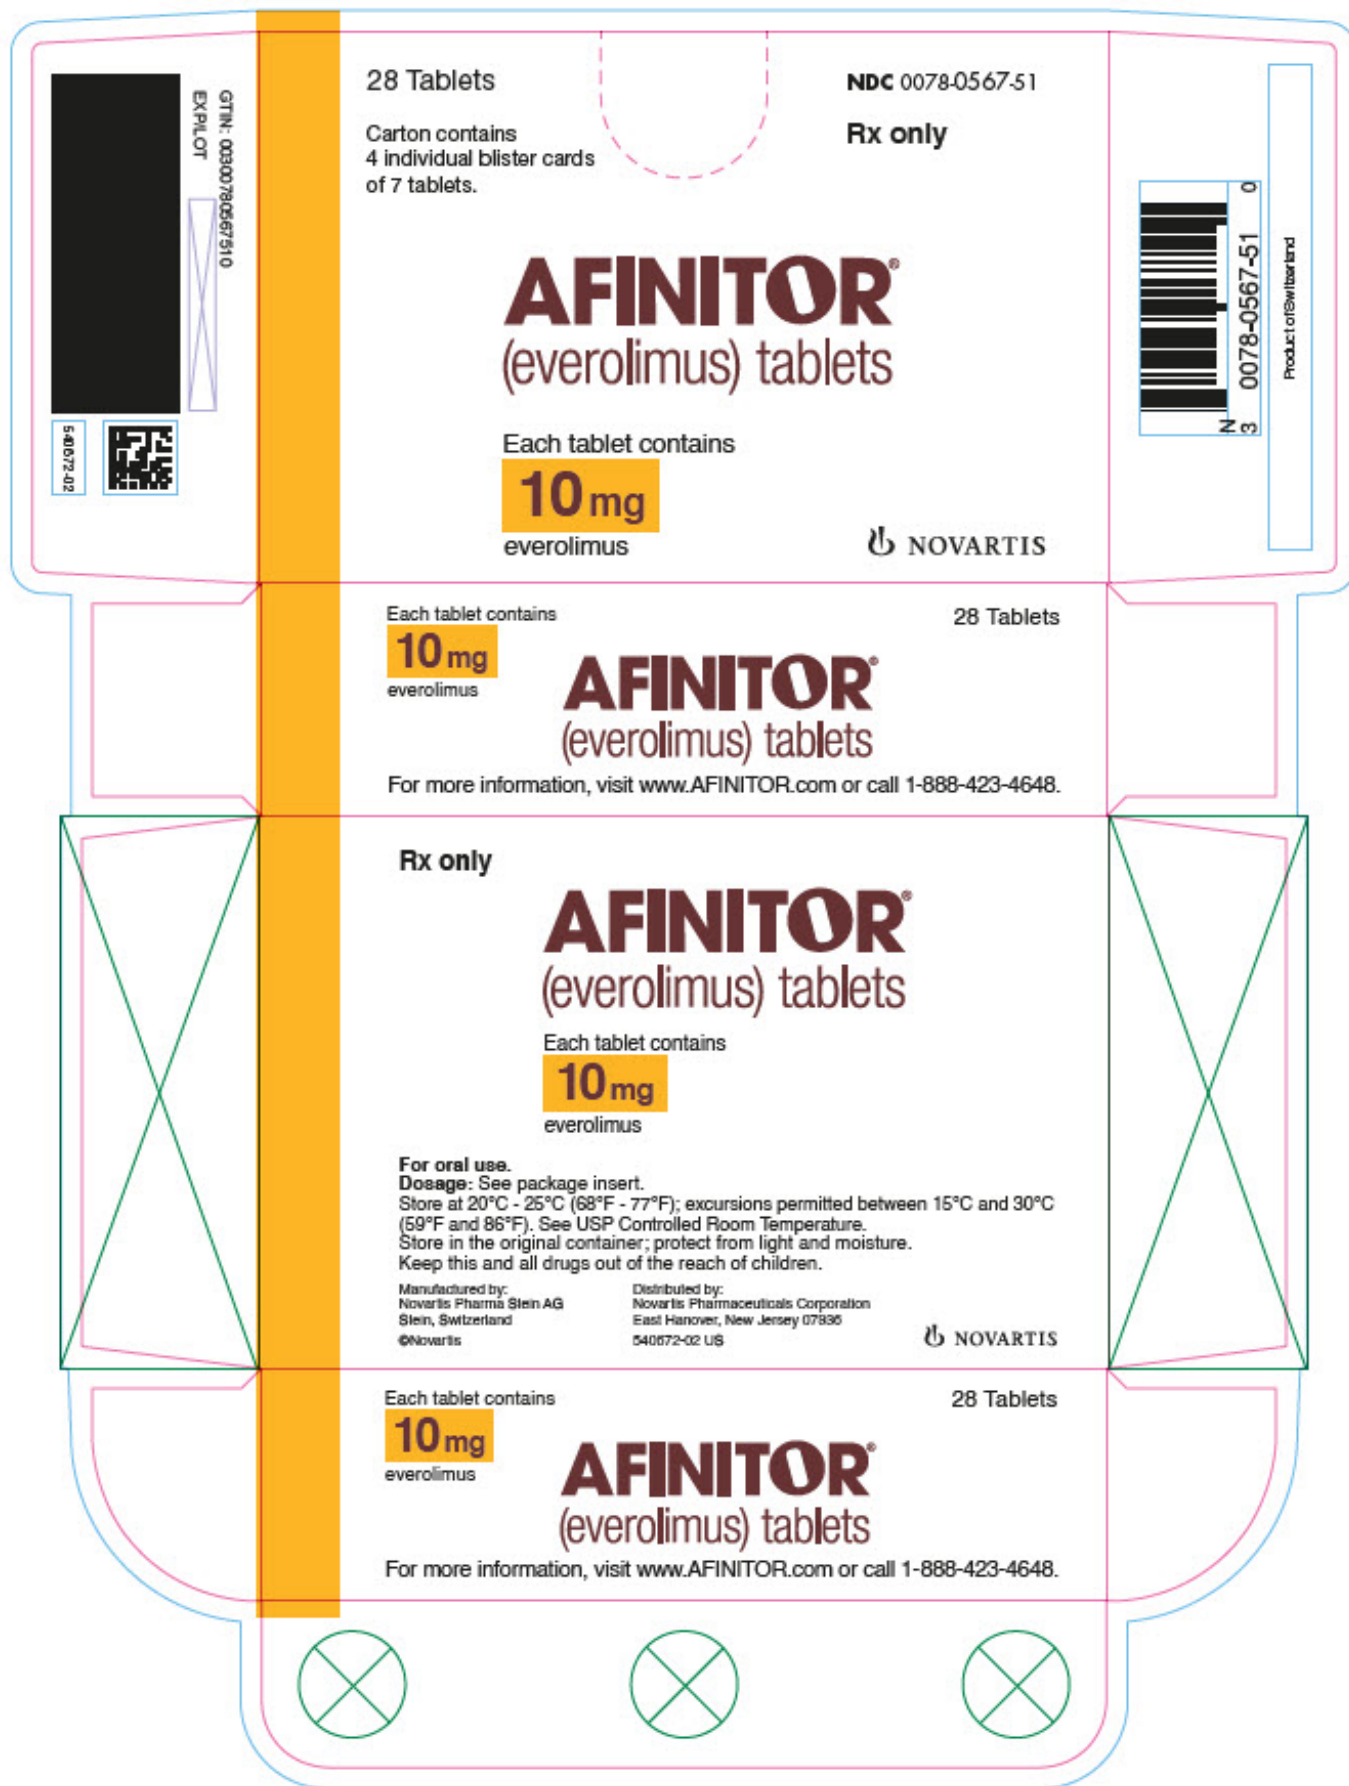 28 Tablets
NDC 0078-0567-51
Carton contains
4 individual blister cards
of 7 tablets.
Rx only
GTIN: 00300780567510
EXP/LOT
540672-02
AFINITOR®
(everolimus) tablets
Each tablet contains
10 mg
everolimus
NOVARTIS
N
3 0078-0567-51 0
Product of Switzerland
Each tablet contains
10 mg
everolimus
28 Tablets
AFINITOR®
(everolimus) tablets
For more information, visit www.AFINITOR.com or call 1-888-423-4648.
Rx only
AFINITOR®
(everolimus) tablets
Each tablet contains
10 mg
everolimus
For oral use.
Dosage: See package insert.
Store at 20°C - 25°C (68°F - 77°F); excursions permitted between 15°C and 30°C
(59°F and 86°F). See USP Controlled Room Temperature.
Store in the original container; protect from light and moisture.
Keep this and all drugs out of the reach of children.
Manufactured by:
Novartis Pharma Stein AG
Stein, Switzerland
©Novartis
Distributed by:
Novartis Pharmaceuticals Corporation
East Hanover, New Jersey 07936
540672-02 US
NOVARTIS
Each tablet contains
10 mg
everolimus
28 Tablets
AFINITOR®
(everolimus) tablets
For more information, visit www.AFINITOR.com or call 1-888-423-4648.